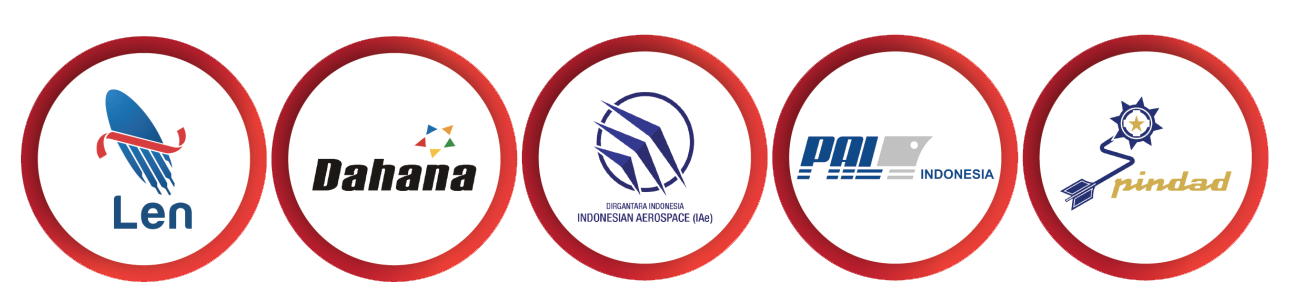 Len
Dahana
DIRGANTARA INDONESIA
INDONESIAN AEROSPACE (IAe)
PAL
INDONESIA
pindad